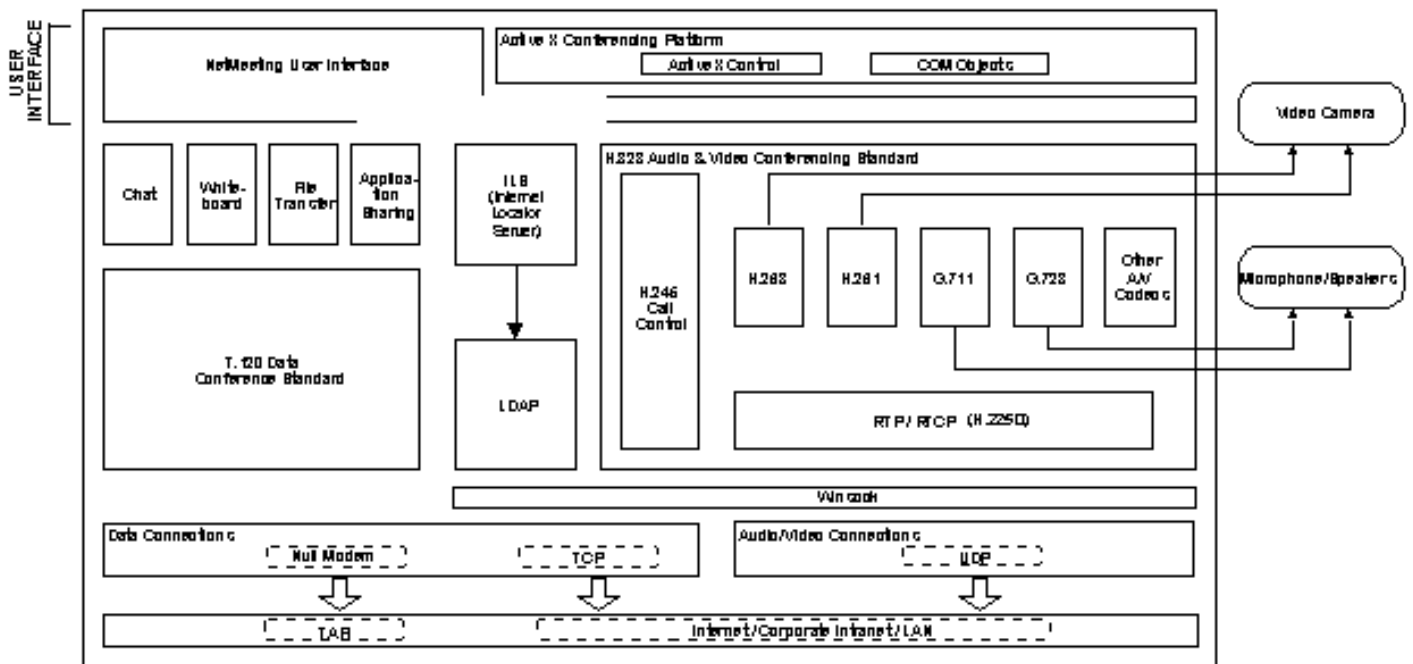 USER
INTERFACE
NetMeeting User Interface
Active X Conferencing Platform
Active X Control
COM Objects
Video Camera
Chat
White-
board
File
Transfer
Applica-
tion
Sharing
ILS
(Internet
Locator
Server)
H.323 Audio & Video Conferencing Standard
H.245
Call
Control
H.263
H.261
G.711
G.723
Other
A/V
Codecs
Microphone/Speakers
T.120 Data
Conference Standard
LDAP
RTP / RTCP (H.225D)
Winsock
Data Connections
Null Modem
TCP
Audio/Video Connections
UDP
Internet/Corporate Intranet/LAN